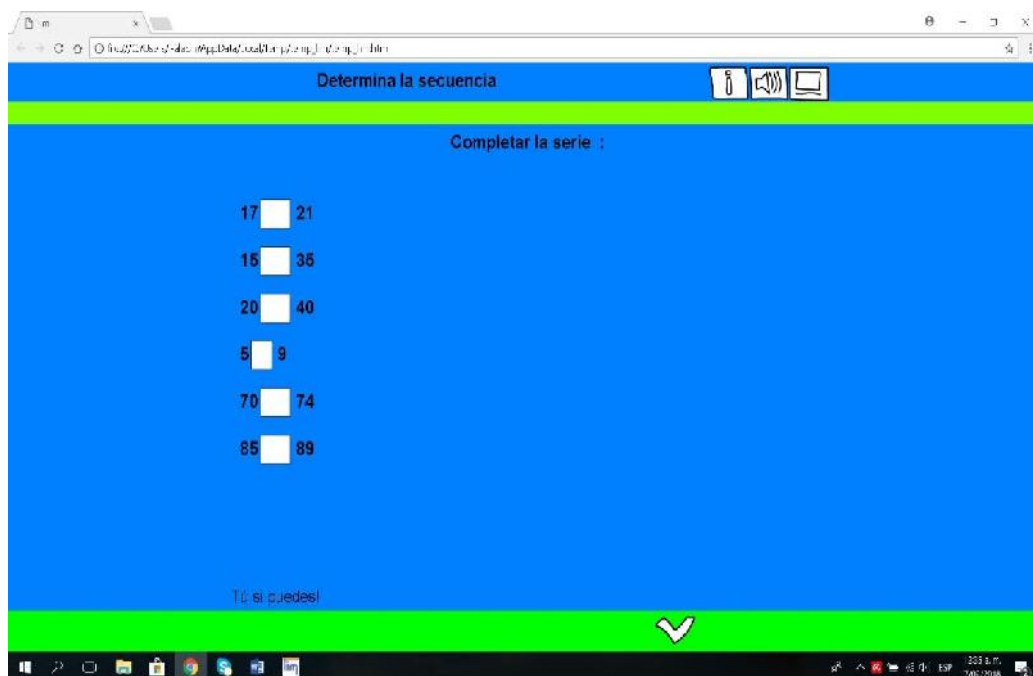 m
Determina la secuencia
Completar la serie :
17 21
15 35
20 40
5 9
70 74
85 89
Tú si puedes!
ESP